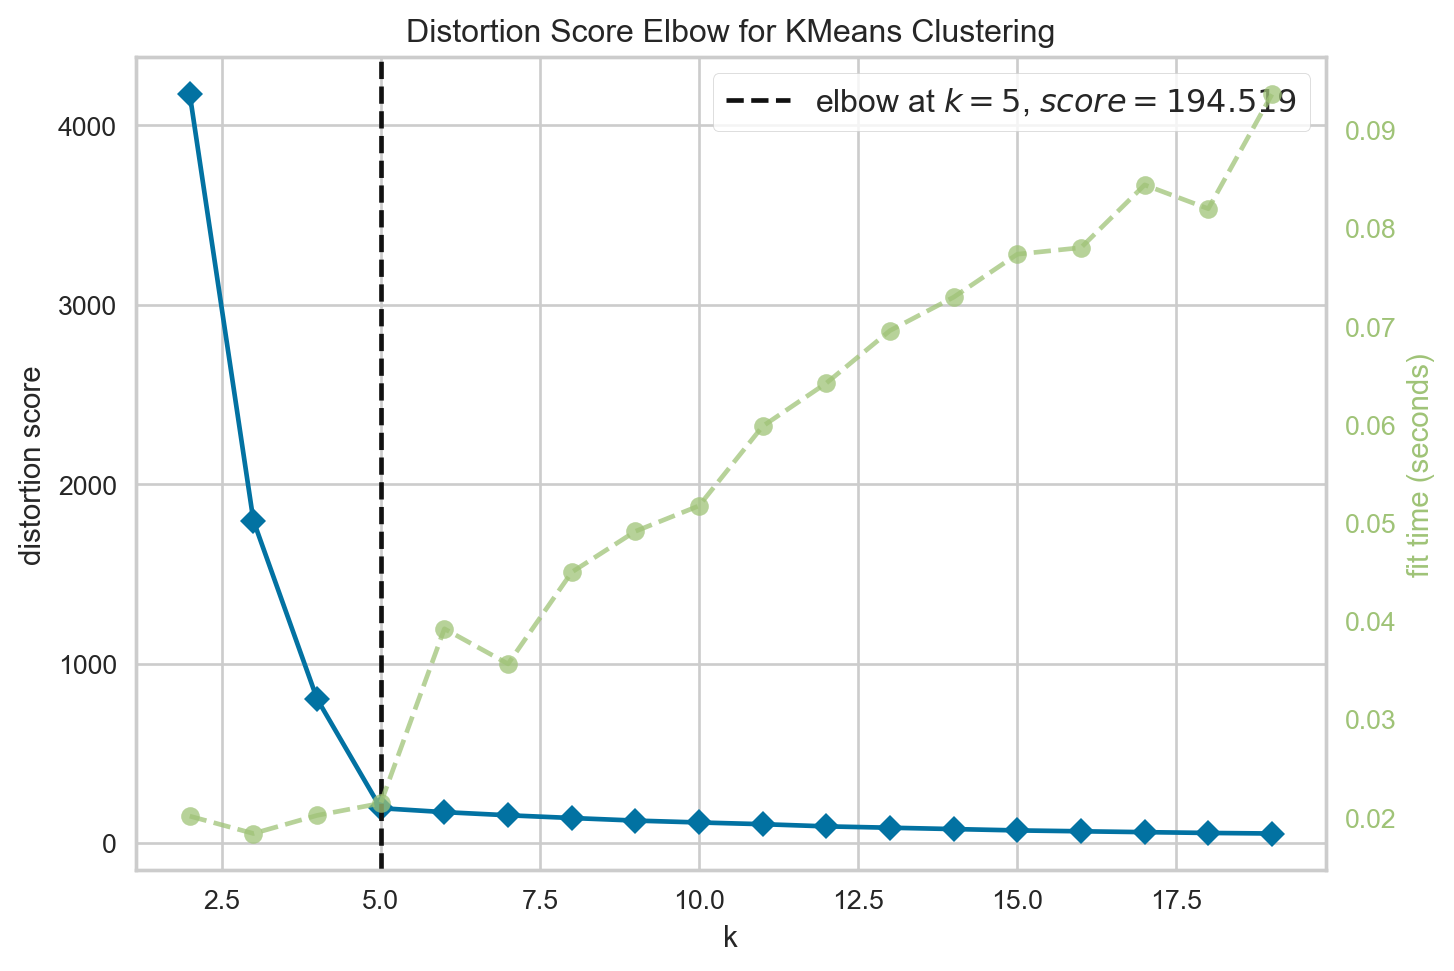 Distortion Score Elbow for KMeans Clustering
elbow at k = 5, score = 194.519
distortion score
4000
3000
2000
1000
0
0.09
0.08
0.07
0.06
0.05
0.04
0.03
0.02
fit time (seconds)
2.5 5.0 7.5 10.0 12.5 15.0 17.5
k